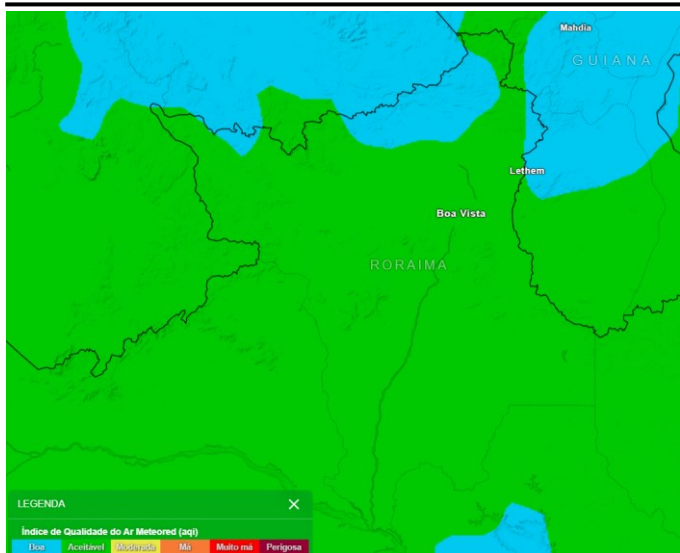 Mahdia
GUIANA
Lethem
Boa Vista
RORAIMA
LEGENDA
Índice de Qualidade do Ar Meteored (aqi)
Boa Aceitável Moderada Má Muito má Perigosa